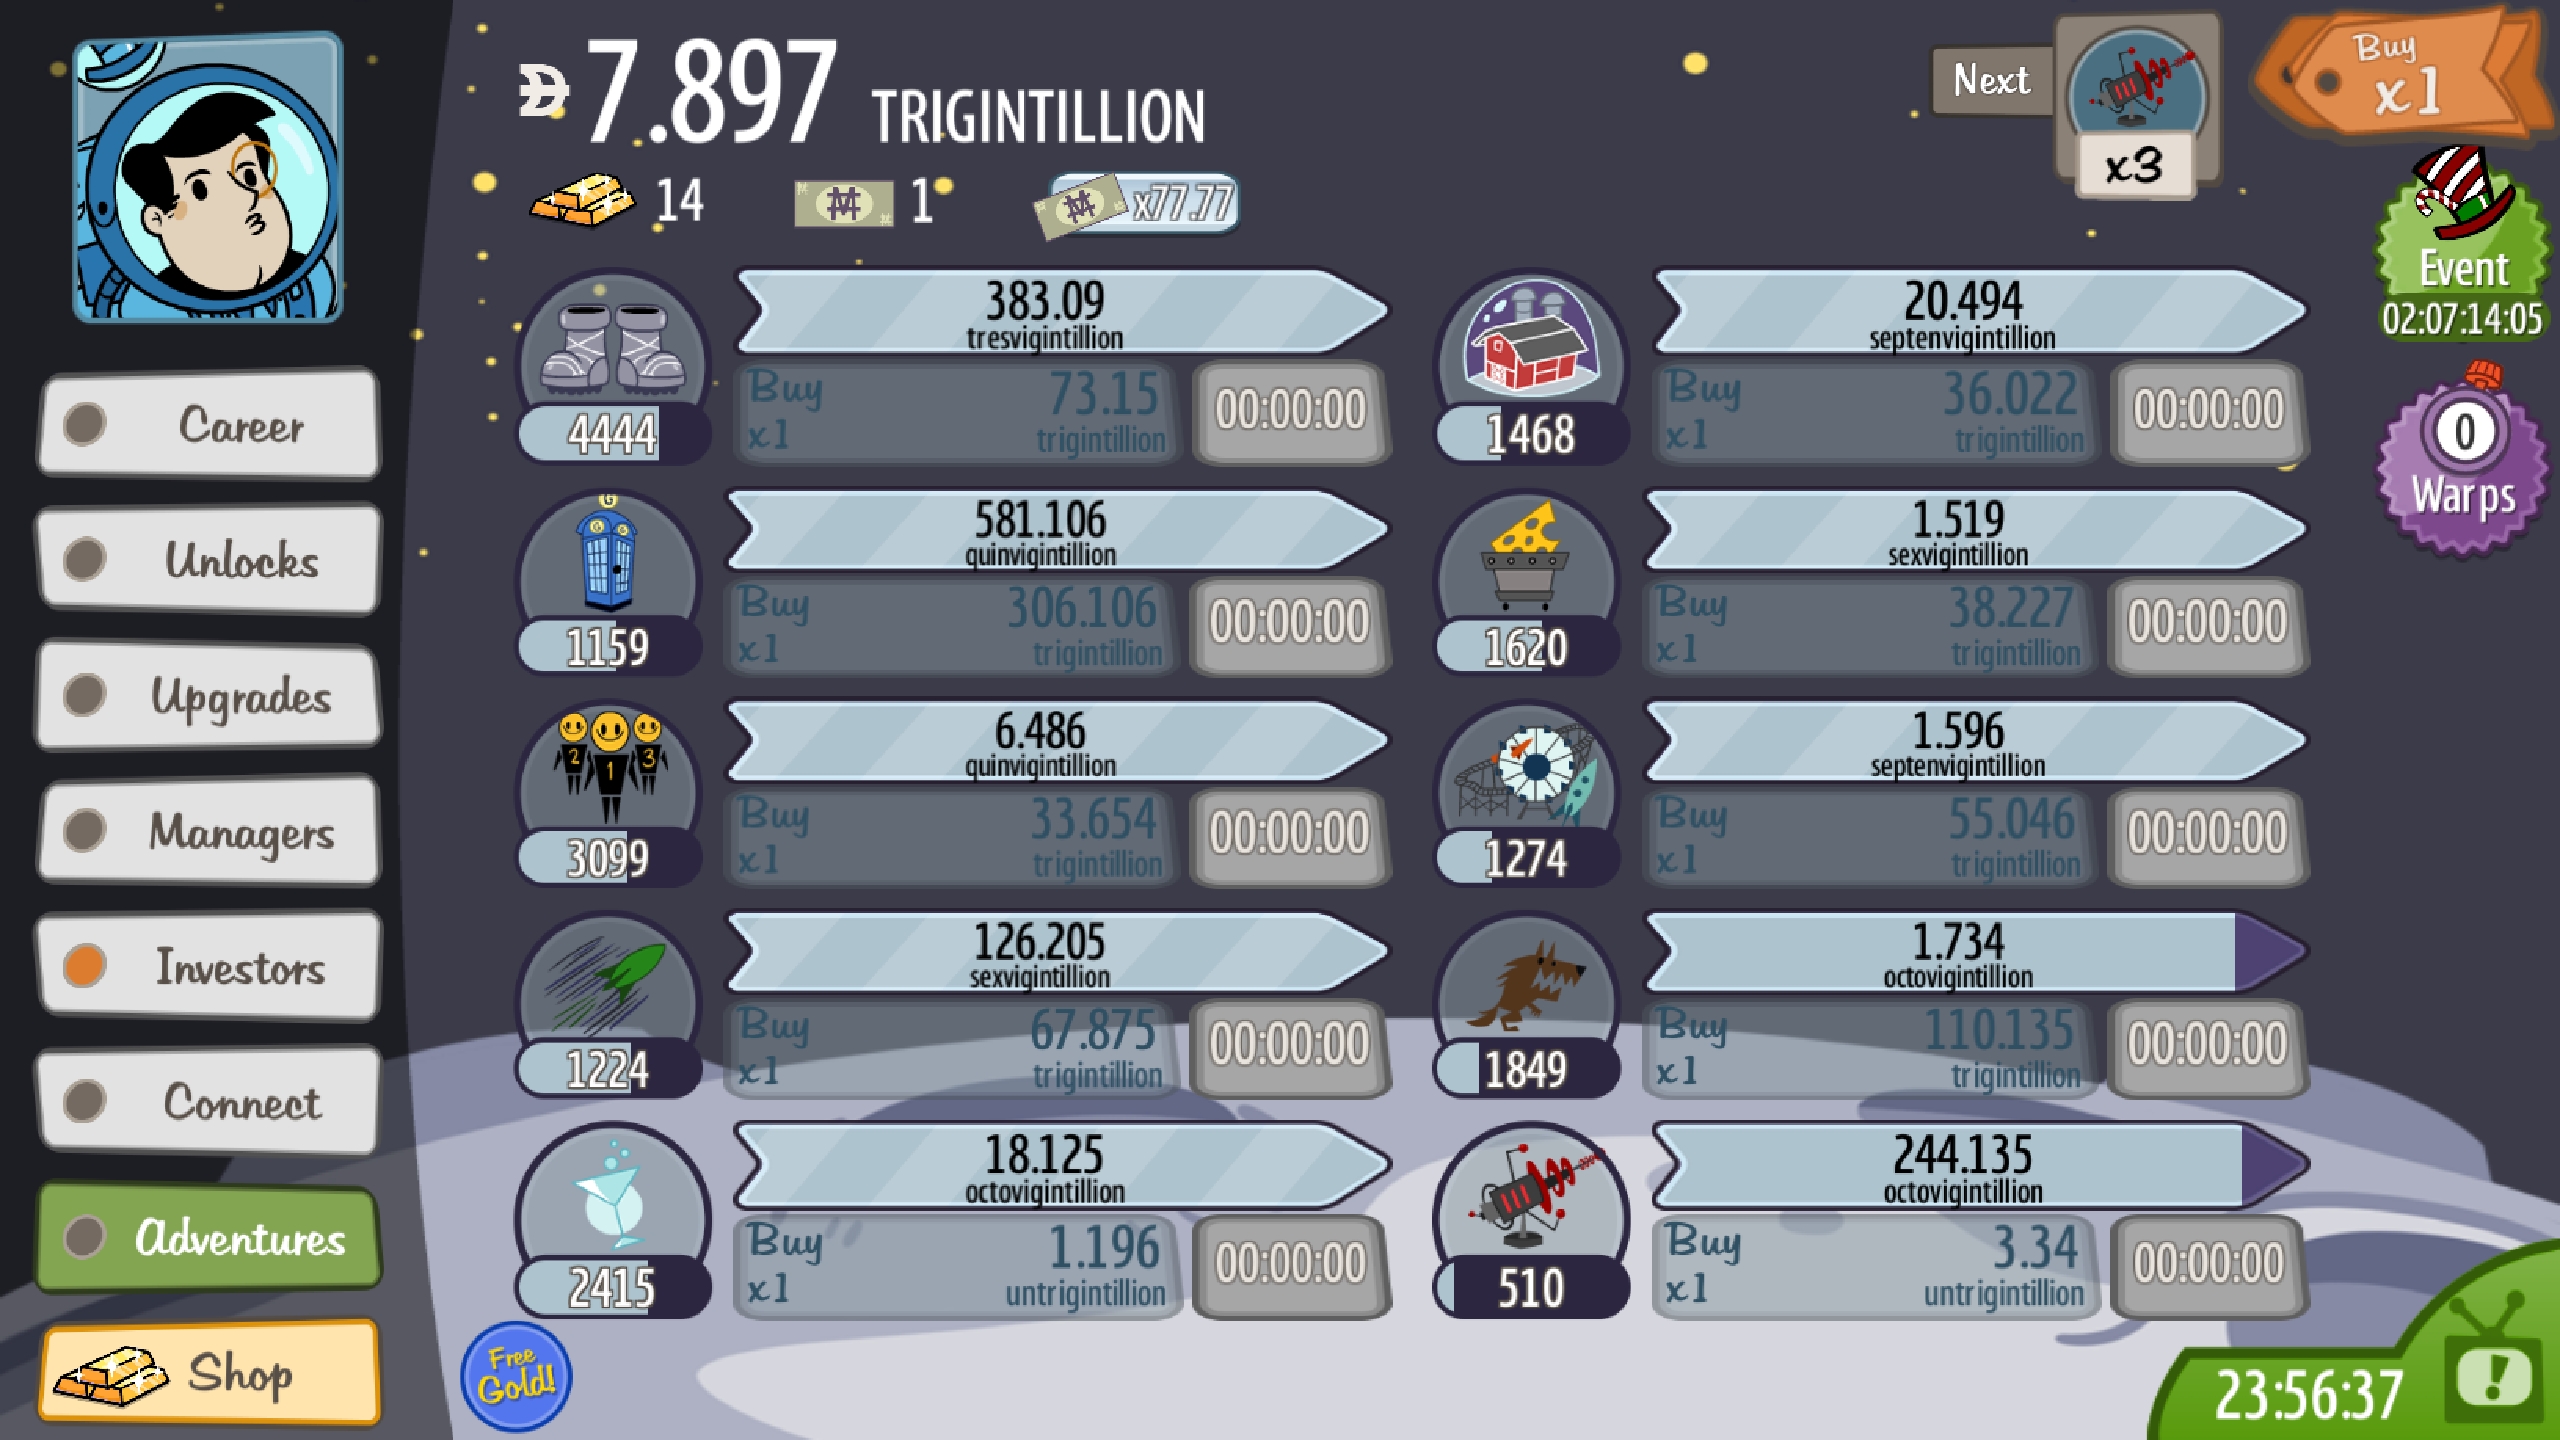 7.897 TRIGINTILLION
14
1
x77.77
Next
x3
Buy
x1
Event
02:07:14:05
0
Warps
Career
Unlocks
Upgrades
Managers
Investors
Connect
Adventures
Shop
383.09
tresvigintillion
4444
Buy
x1
73.15
trigintillion
00:00:00
20.494
septenvigintillion
1468
Buy
x1
36.022
trigintillion
00:00:00
G
G G
581.106
quinvigintillion
1159
Buy
x1
306.106
trigintillion
00:00:00
1.519
sexvigintillion
1620
Buy
x1
38.227
trigintillion
00:00:00
2 1 3
6.486
quinvigintillion
3099
Buy
x1
33.654
trigintillion
00:00:00
1.596
septenvigintillion
1274
Buy
x1
55.046
trigintillion
00:00:00
126.205
sexvigintillion
1224
Buy
x1
67.875
trigintillion
00:00:00
1.734
octovigintillion
1849
Buy
x1
110.135
trigintillion
00:00:00
18.125
octovigintillion
2415
Buy
x1
1.196
untrigintillion
00:00:00
244.135
octovigintillion
510
Buy
x1
3.34
untrigintillion
00:00:00
Free
Gold!
23:56:37
!